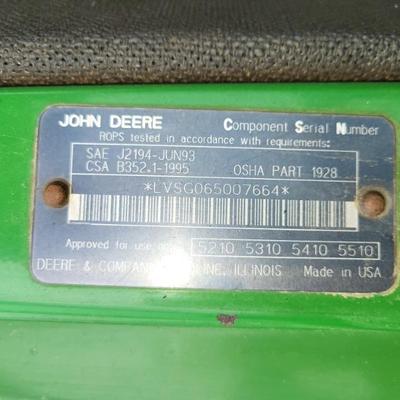 JOHN DEERE Component Serial Number
ROPS tested in accordance with requirements:
SAE J2194-JUN93
CSA B352.1-1995 OSHA PART 1928
*LVSG065007664*
Approved for use on: 5210 5310 5410 5510
DEERE & COMPANY MOLINE, ILLINOIS Made in USA